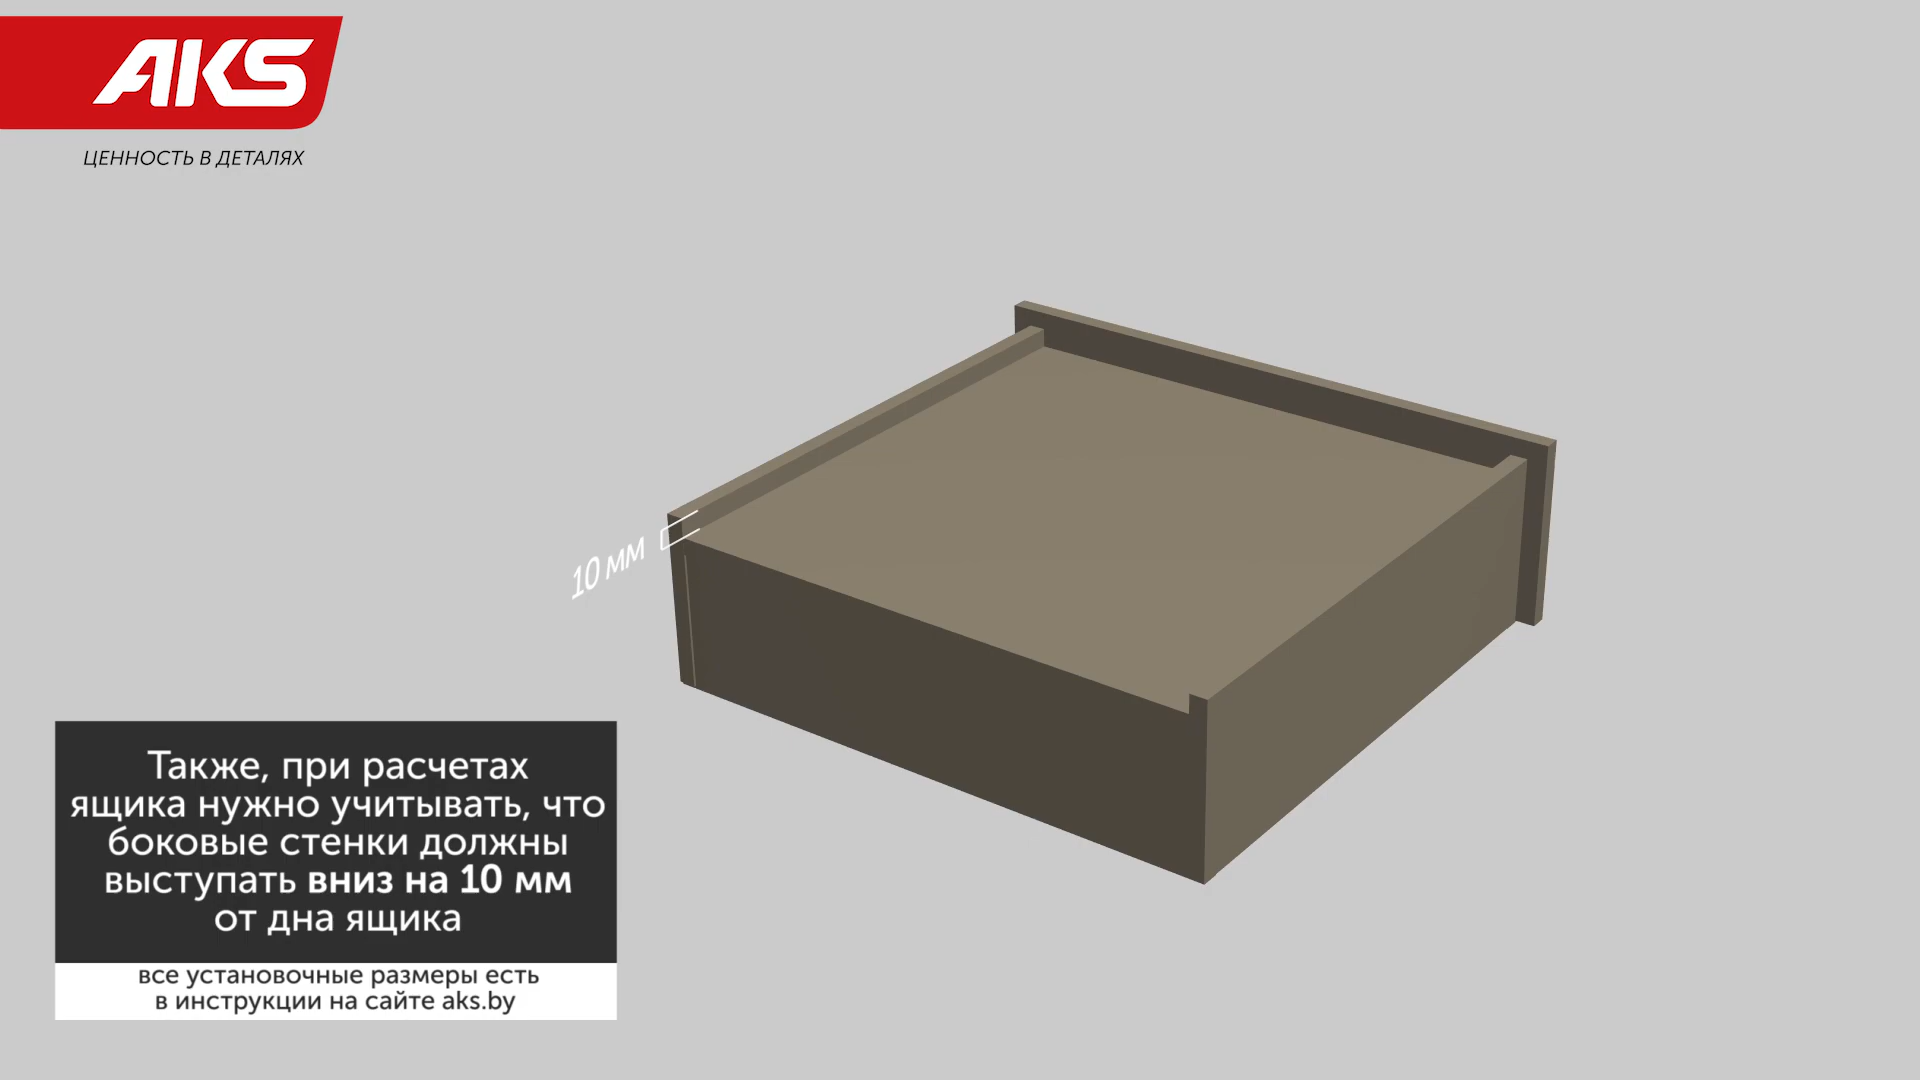 AKS
ЦЕННОСТЬ В ДЕТАЛЯХ
10 мм
Также, при расчетах
ящика нужно учитывать, что
боковые стенки должны
выступать вниз на 10 мм
от дна ящика
все установочные размеры есть
в инструкции на сайте aks.by